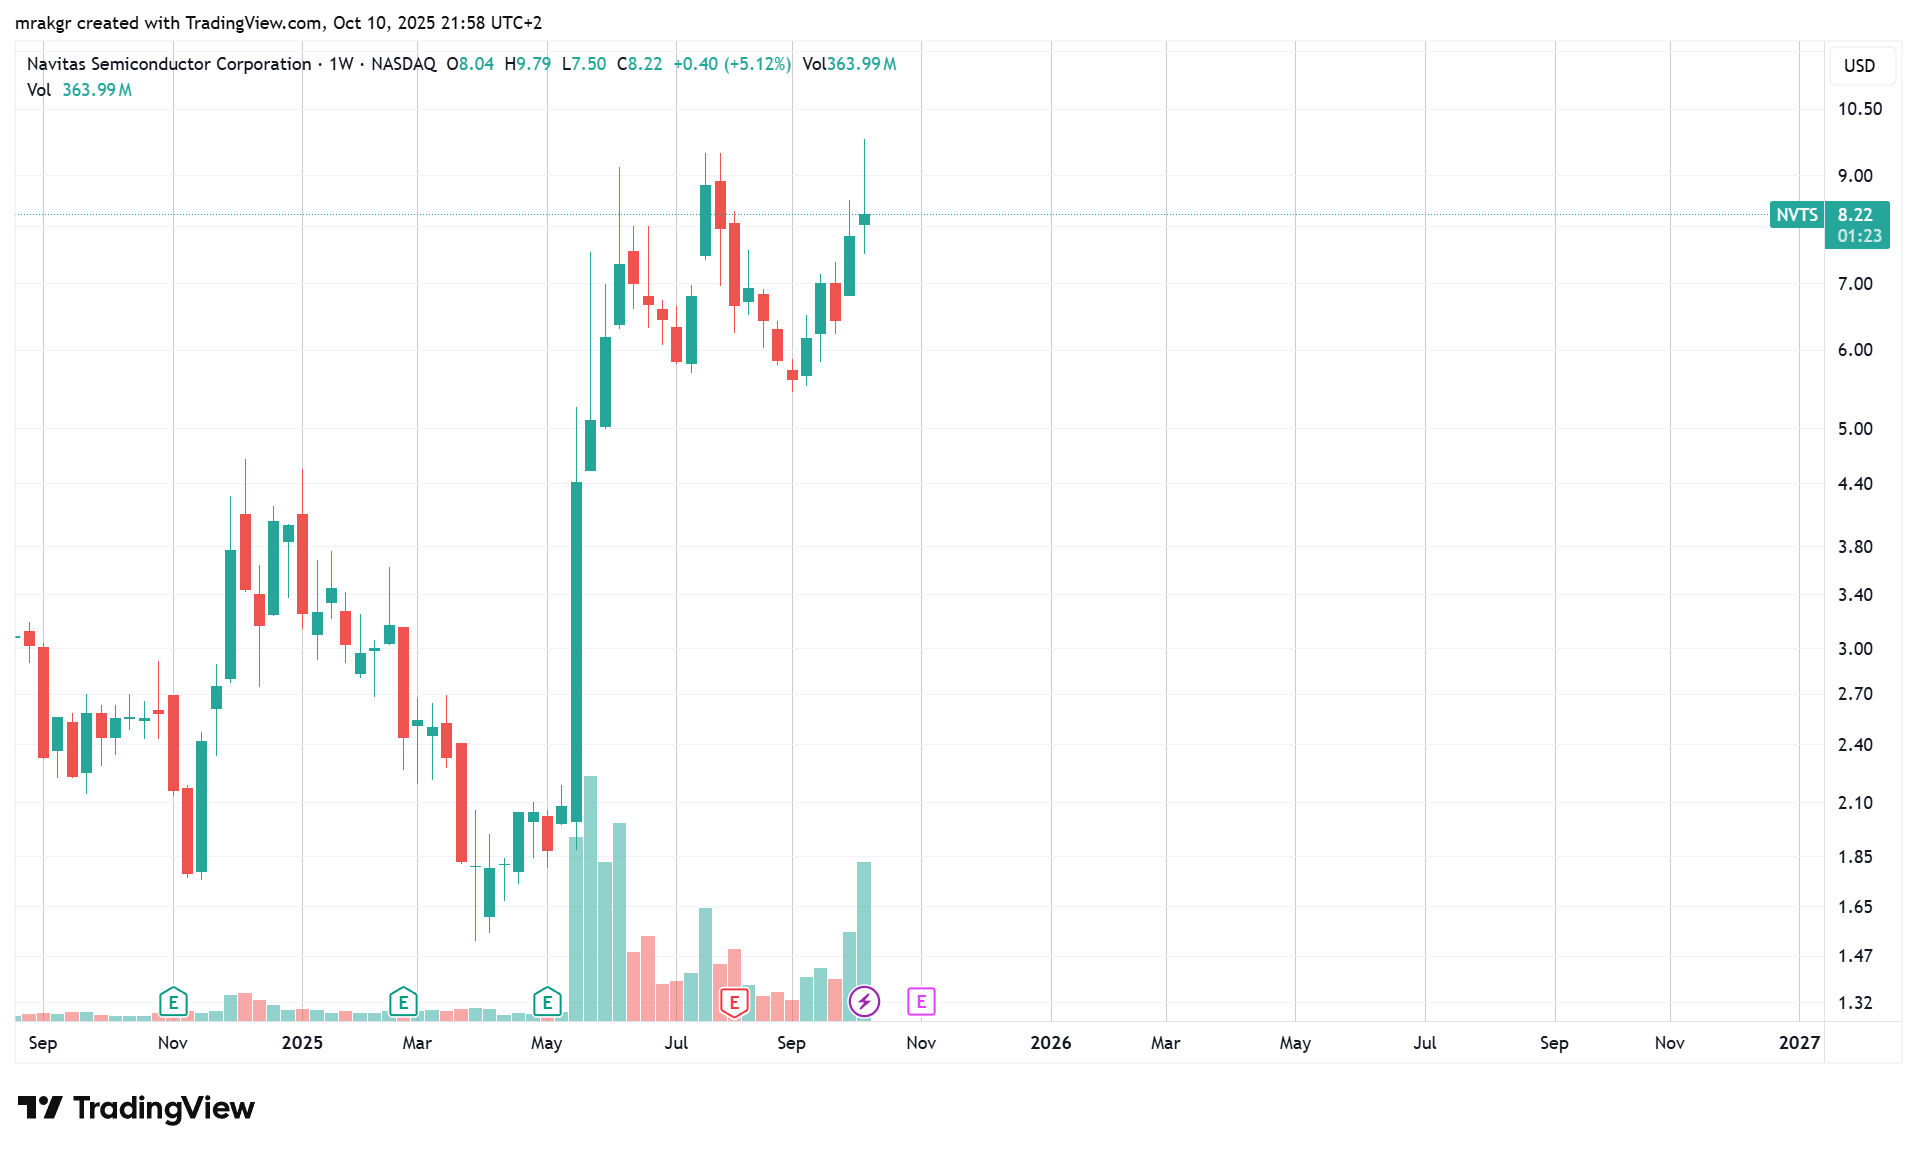 mrakgr created with TradingView.com, Oct 10, 2025 21:58 UTC+2
Navitas Semiconductor Corporation · 1W · NASDAQ O8.04 H9.79 L7.50 C8.22 +0.40 (+5.12%) Vol363.99M
Vol 363.99M
USD
10.50
9.00
NVTS 8.22
01:23
7.00
6.00
5.00
4.40
3.80
3.40
3.00
2.70
2.40
2.10
1.85
1.65
1.47
1.32
E E E E E
Sep Nov 2025 Mar May Jul Sep Nov 2026 Mar May Jul Sep Nov 2027
TradingView